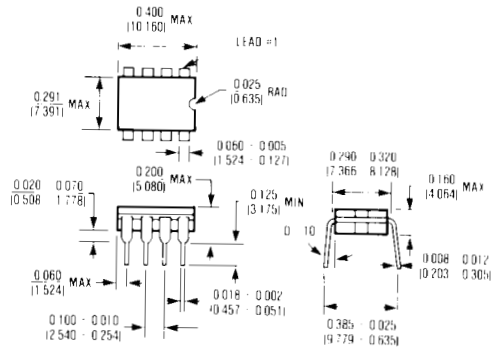 0.400
[10.160] MAX
LEAD #1
0.291
[7.391] MAX
0.025
[0.635] RAD
0.060 - 0.005
[1.524 - 0.127]
0.200
[5.080] MAX
0.020 0.070
[0.508 1.778]
0.125
[3.175] MIN
0.060
[1.524] MAX
0.018 - 0.002
[0.457 - 0.051]
0.100 - 0.010
[2.540 - 0.254]
0.290 0.320
[7.366 8.128]
0.160
[4.064] MAX
0 10
0.008 0.012
[0.203 0.305]
0.385 - 0.025
[9.779 - 0.635]